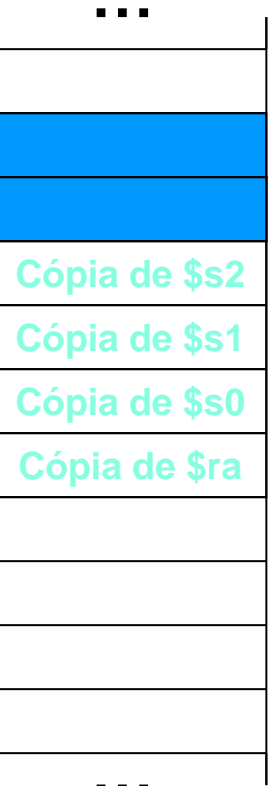 ...
Cópia de $s2
Cópia de $s1
Cópia de $s0
Cópia de $ra
...